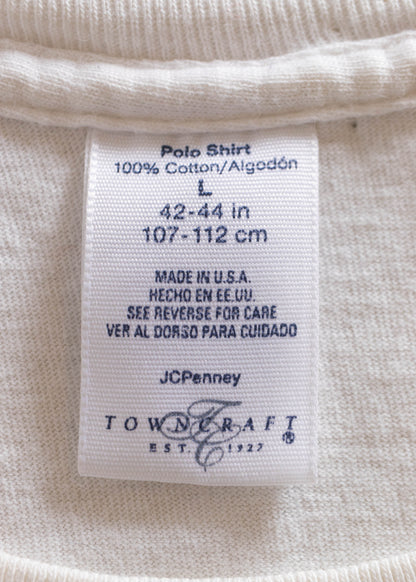 Polo Shirt
100% Cotton/Algodón
L
42-44 in
107-112 cm
MADE IN U.S.A.
HECHO EN EE.UU.
SEE REVERSE FOR CARE
VER AL DORSO PARA CUIDADO
JCPenney
TOWNCRAFT®
EST. 1927